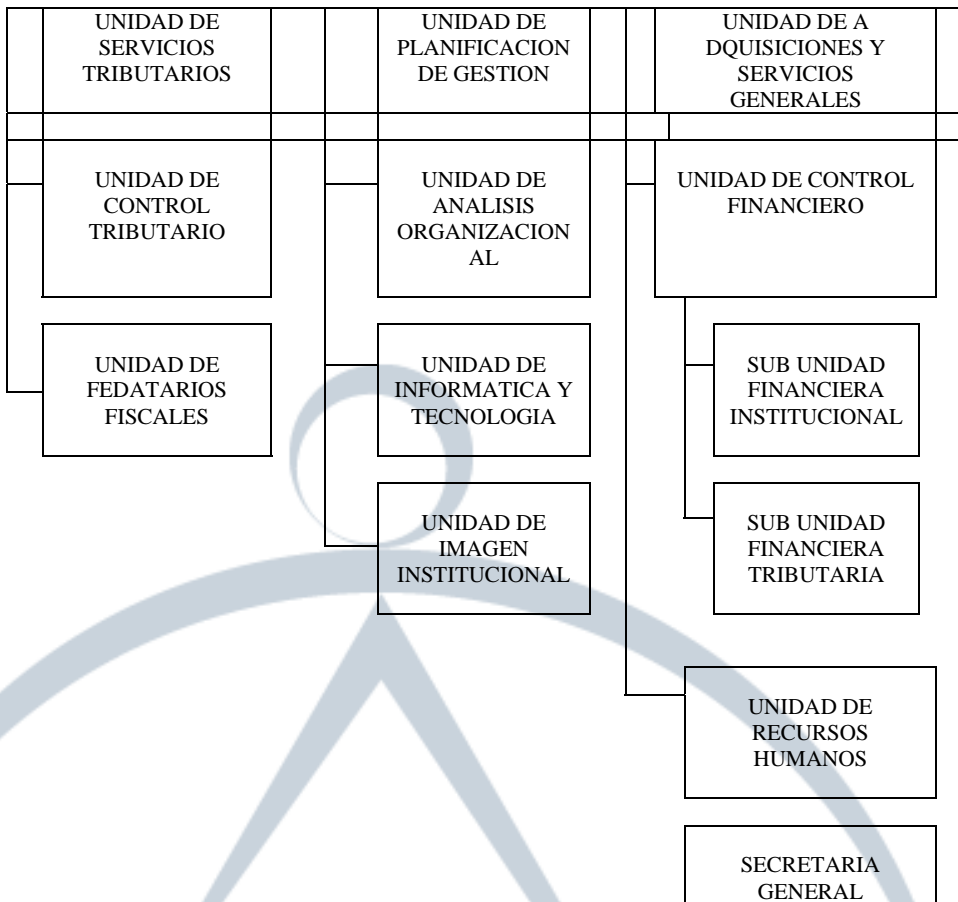 UNIDAD DE
SERVICIOS
TRIBUTARIOS
UNIDAD DE
PLANIFICACION
DE GESTION
UNIDAD DE A
DQUISICIONES Y
SERVICIOS
GENERALES
UNIDAD DE
CONTROL
TRIBUTARIO
UNIDAD DE
ANALISIS
ORGANIZACION
AL
UNIDAD DE CONTROL
FINANCIERO
UNIDAD DE
FEDATARIOS
FISCALES
UNIDAD DE
INFORMATICA Y
TECNOLOGIA
SUB UNIDAD
FINANCIERA
INSTITUCIONAL
UNIDAD DE
IMAGEN
INSTITUCIONAL
SUB UNIDAD
FINANCIERA
TRIBUTARIA
UNIDAD DE
RECURSOS
HUMANOS
SECRETARIA
GENERAL